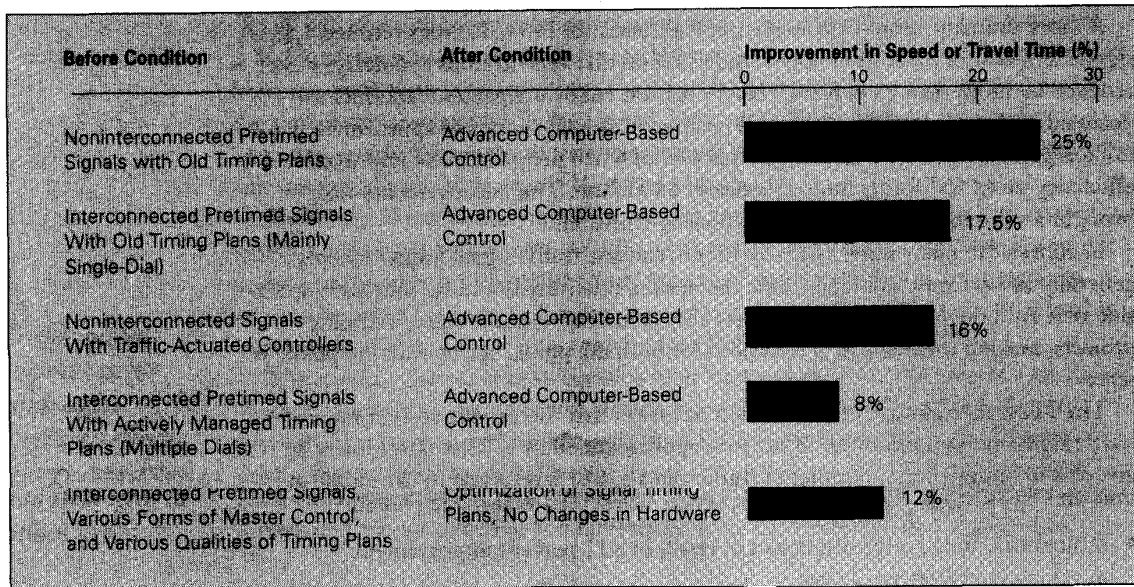 Before Condition
After Condition
Improvement in Speed or Travel Time (%)
0 10 20 30
Noninterconnected Pretimed
Signals with Old Timing Plans
Advanced Computer-Based
Control
25%
Interconnected Pretimed Signals
With Old Timing Plans (Mainly
Single-Dial)
Advanced Computer-Based
Control
17.5%
Noninterconnected Signals
With Traffic-Actuated Controllers
Advanced Computer-Based
Control
16%
Interconnected Pretimed Signals
With Actively Managed Timing
Plans (Multiple Dials)
Advanced Computer-Based
Control
8%
Interconnected Pretimed Signals,
Various Forms of Master Control,
and Various Qualities of Timing Plans
Optimization of Signal Timing
Plans, No Changes in Hardware
12%